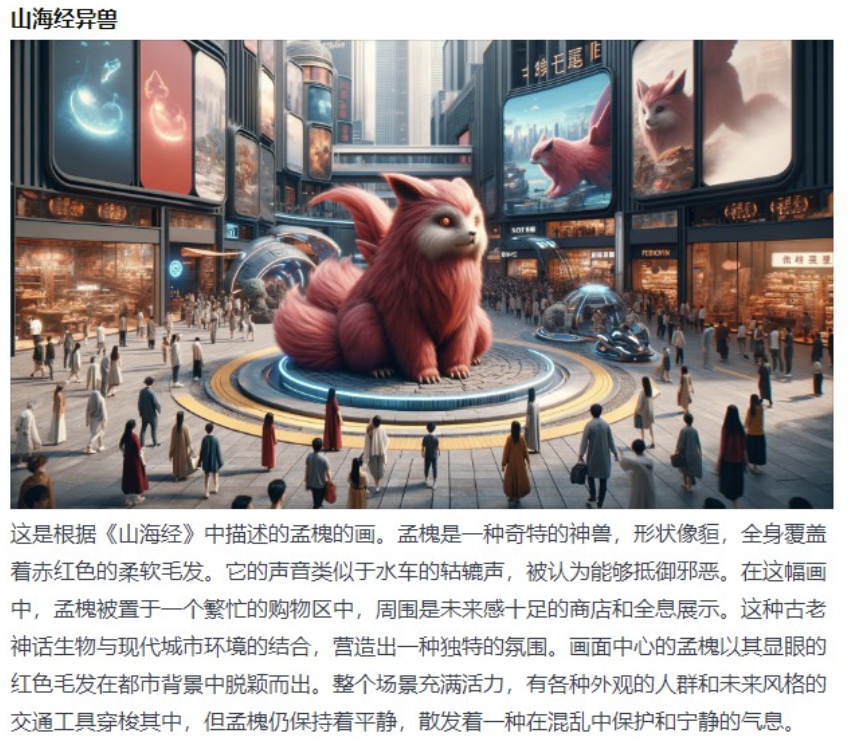 山海经异兽
这是根据《山海经》中描述的孟槐的画。孟槐是一种奇特的神兽，形状像貆，全身覆盖
着赤红色的柔软毛发。它的声音类似于水车的轱辘声，被认为能够抵御邪恶。在这幅画
中，孟槐被置于一个繁忙的购物区中，周围是未来感十足的商店和全息展示。这种古老
神话生物与现代城市环境的结合，营造出一种独特的氛围。画面中心的孟槐以其显眼的
红色毛发在都市背景中脱颖而出。整个场景充满活力，有各种外观的人群和未来风格的
交通工具穿梭其中，但孟槐仍保持着平静，散发着一种在混乱中保护和宁静的气息。